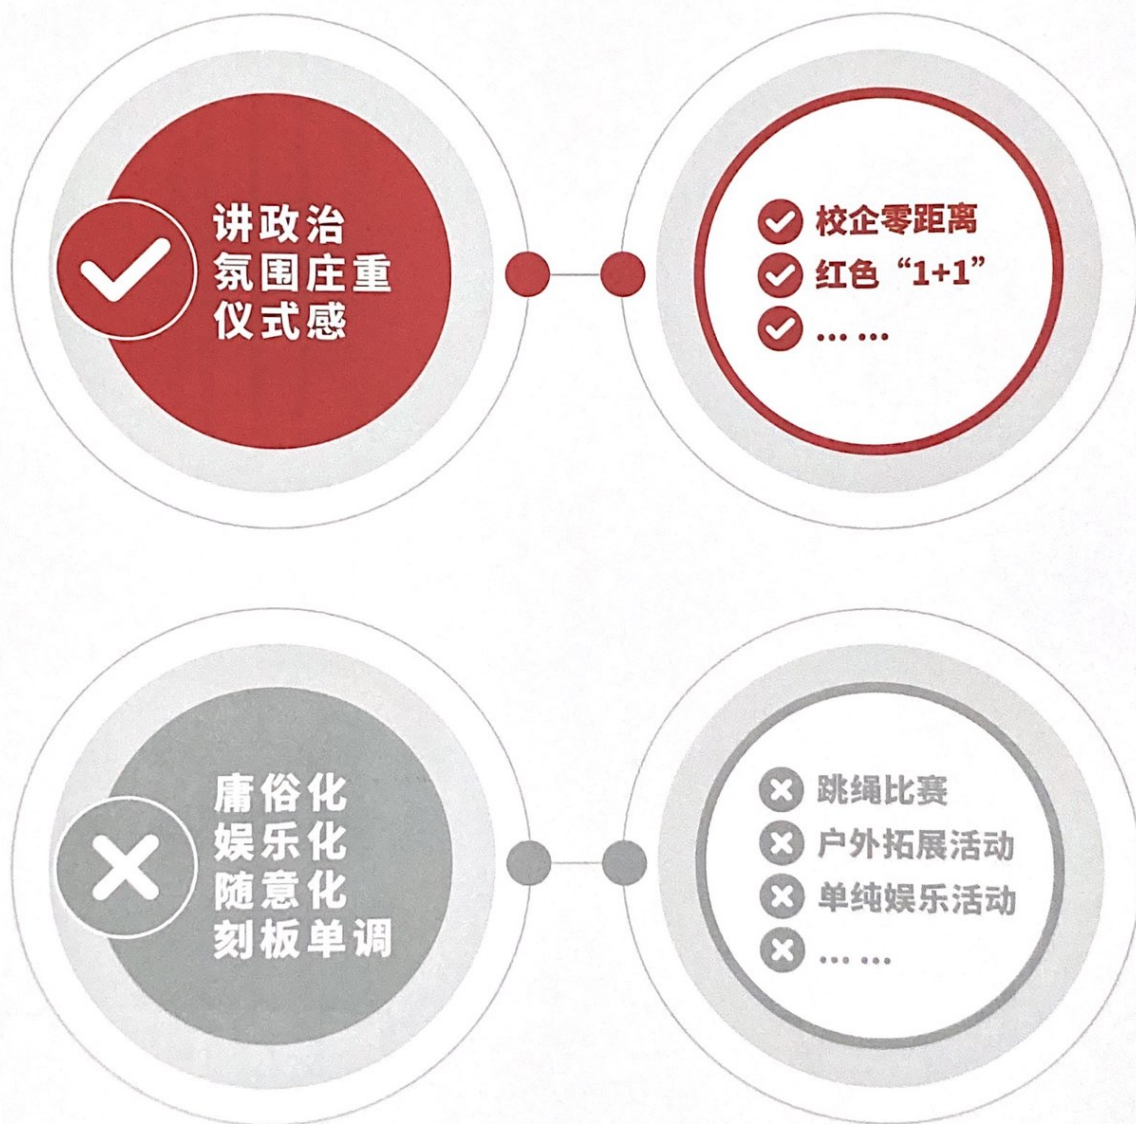 讲政治
氛围庄重
仪式感
校企零距离
红色“1+1”
... ...
庸俗化
娱乐化
随意化
刻板单调
跳绳比赛
户外拓展活动
单纯娱乐活动
... ...